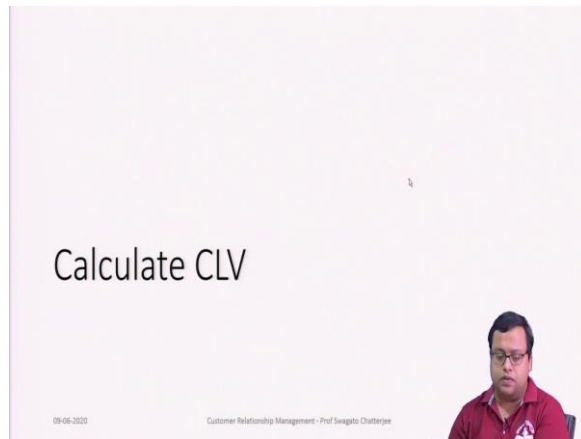 Calculate CLV
09-06-2020
Customer Relationship Management - Prof Swagato Chatterjee